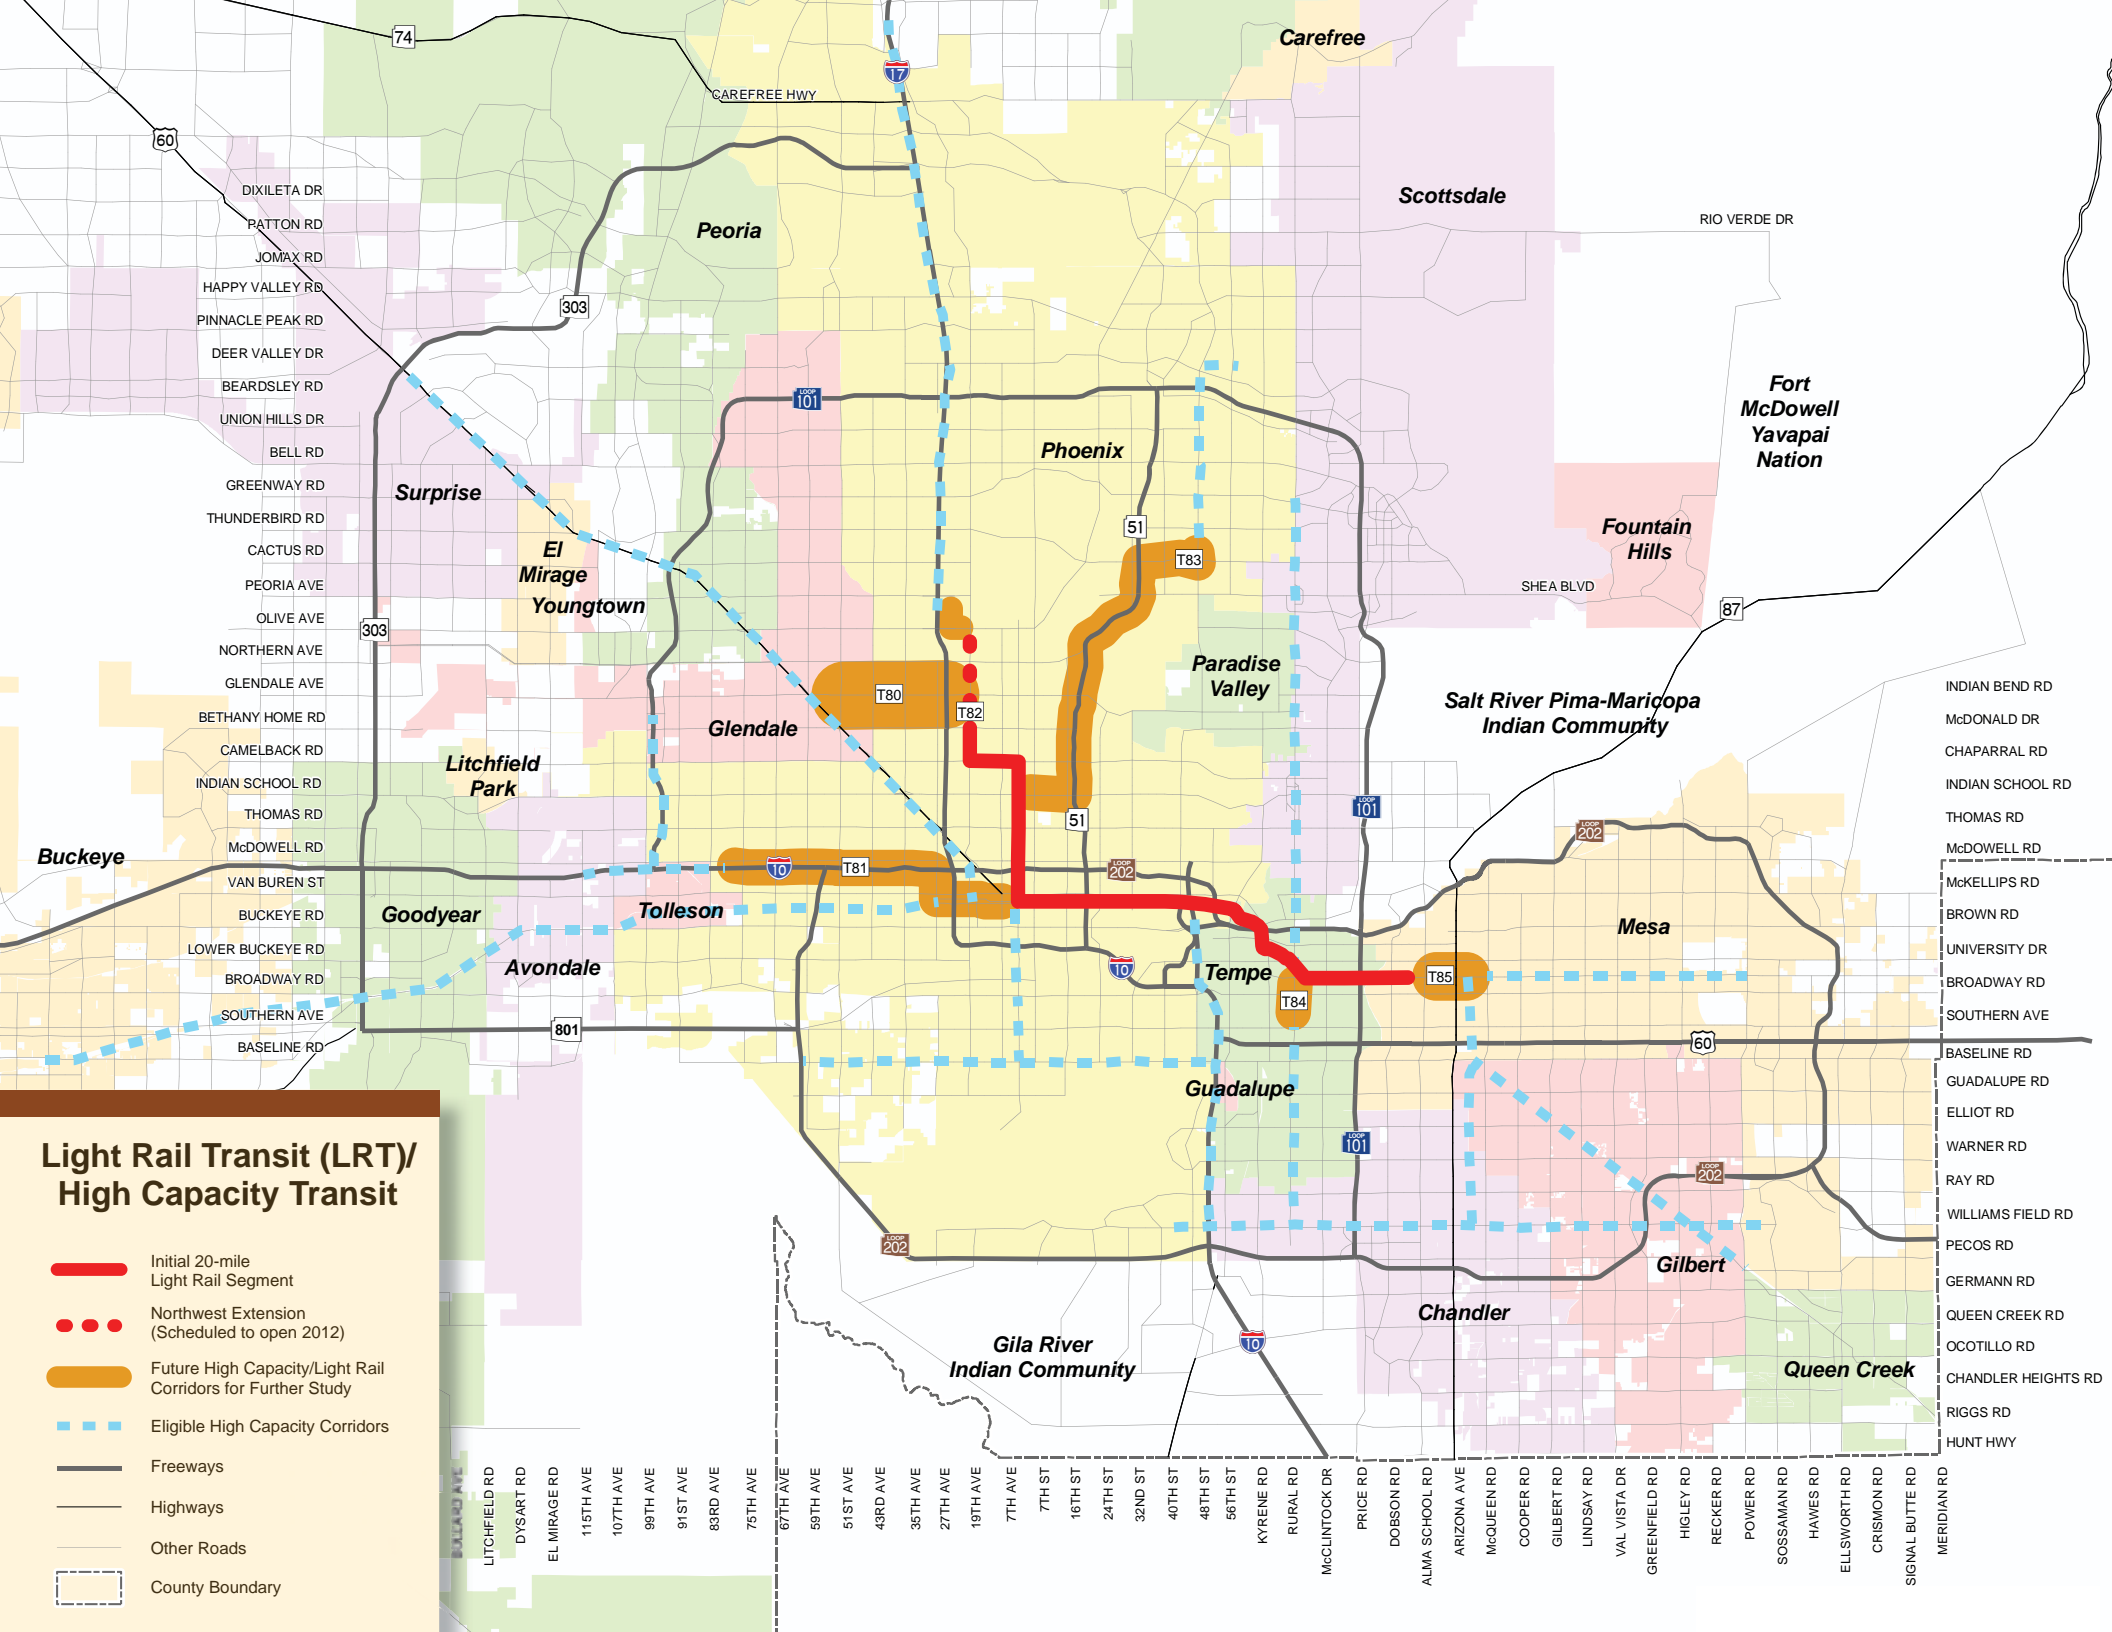 Carefree
74
17
CAREFREE HWY
60
DIXILETA DR
PATTON RD
JOMAX RD
HAPPY VALLEY RD
PINNACLE PEAK RD
DEER VALLEY DR
BEARDSLEY RD
UNION HILLS DR
BELL RD
GREENWAY RD
THUNDERBIRD RD
CACTUS RD
PEORIA AVE
OLIVE AVE
NORTHERN AVE
GLENDALE AVE
BETHANY HOME RD
CAMELBACK RD
INDIAN SCHOOL RD
THOMAS RD
McDOWELL RD
VAN BUREN ST
BUCKEYE RD
LOWER BUCKEYE RD
BROADWAY RD
SOUTHERN AVE
BASELINE RD
Peoria
Scottsdale
RIO VERDE DR
303
LOOP
101
Phoenix
Fort
McDowell
Yavapai
Nation
Surprise
El
Mirage
Youngtown
51
T83
Fountain
Hills
SHEA BLVD
87
303
Paradise
Valley
T80
T82
Glendale
Salt River Pima-Maricopa
Indian Community
Litchfield
Park
51
LOOP
101
LOOP
202
Buckeye
10
T81
LOOP
202
Goodyear
Tolleson
Mesa
Avondale
10
Tempe
T85
T84
801
60
Guadalupe
LOOP
101
LOOP
202
LOOP
202
Gilbert
Chandler
10
Gila River
Indian Community
Queen Creek
INDIAN BEND RD
McDONALD DR
CHAPARRAL RD
INDIAN SCHOOL RD
THOMAS RD
McDOWELL RD
McKELLIPS RD
BROWN RD
UNIVERSITY DR
BROADWAY RD
SOUTHERN AVE
BASELINE RD
GUADALUPE RD
ELLIOT RD
WARNER RD
RAY RD
WILLIAMS FIELD RD
PECOS RD
GERMANN RD
QUEEN CREEK RD
OCOTILLO RD
CHANDLER HEIGHTS RD
RIGGS RD
HUNT HWY
Light Rail Transit (LRT)/
High Capacity Transit
Initial 20-mile
Light Rail Segment
Northwest Extension
(Scheduled to open 2012)
Future High Capacity/Light Rail
Corridors for Further Study
Eligible High Capacity Corridors
Freeways
Highways
Other Roads
County Boundary
BULLARD AVE
LITCHFIELD RD
DYSART RD
EL MIRAGE RD
115TH AVE
107TH AVE
99TH AVE
91ST AVE
83RD AVE
75TH AVE
67TH AVE
59TH AVE
51ST AVE
43RD AVE
35TH AVE
27TH AVE
19TH AVE
7TH AVE
7TH ST
16TH ST
24TH ST
32ND ST
40TH ST
48TH ST
56TH ST
KYRENE RD
RURAL RD
McCLINTOCK DR
PRICE RD
DOBSON RD
ALMA SCHOOL RD
ARIZONA AVE
McQUEEN RD
COOPER RD
GILBERT RD
LINDSAY RD
VAL VISTA DR
GREENFIELD RD
HIGLEY RD
RECKER RD
POWER RD
SOSSAMAN RD
HAWES RD
ELLSWORTH RD
CRISMON RD
SIGNAL BUTTE RD
MERIDIAN RD